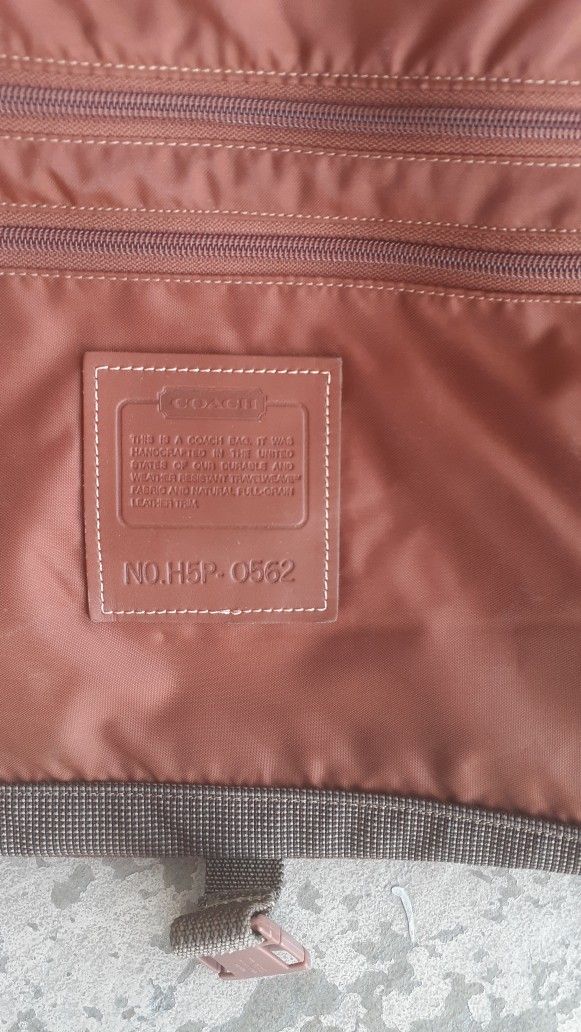 COACH
THIS IS A COACH BAG. IT WAS
HANDCRAFTED IN THE UNITED
STATES OF OUR DURABLE AND
WEATHER RESISTANT TRAVELWEAVE™
FABRIC AND NATURAL FULL-GRAIN
LEATHER TRIM.
NO.H5P-0562